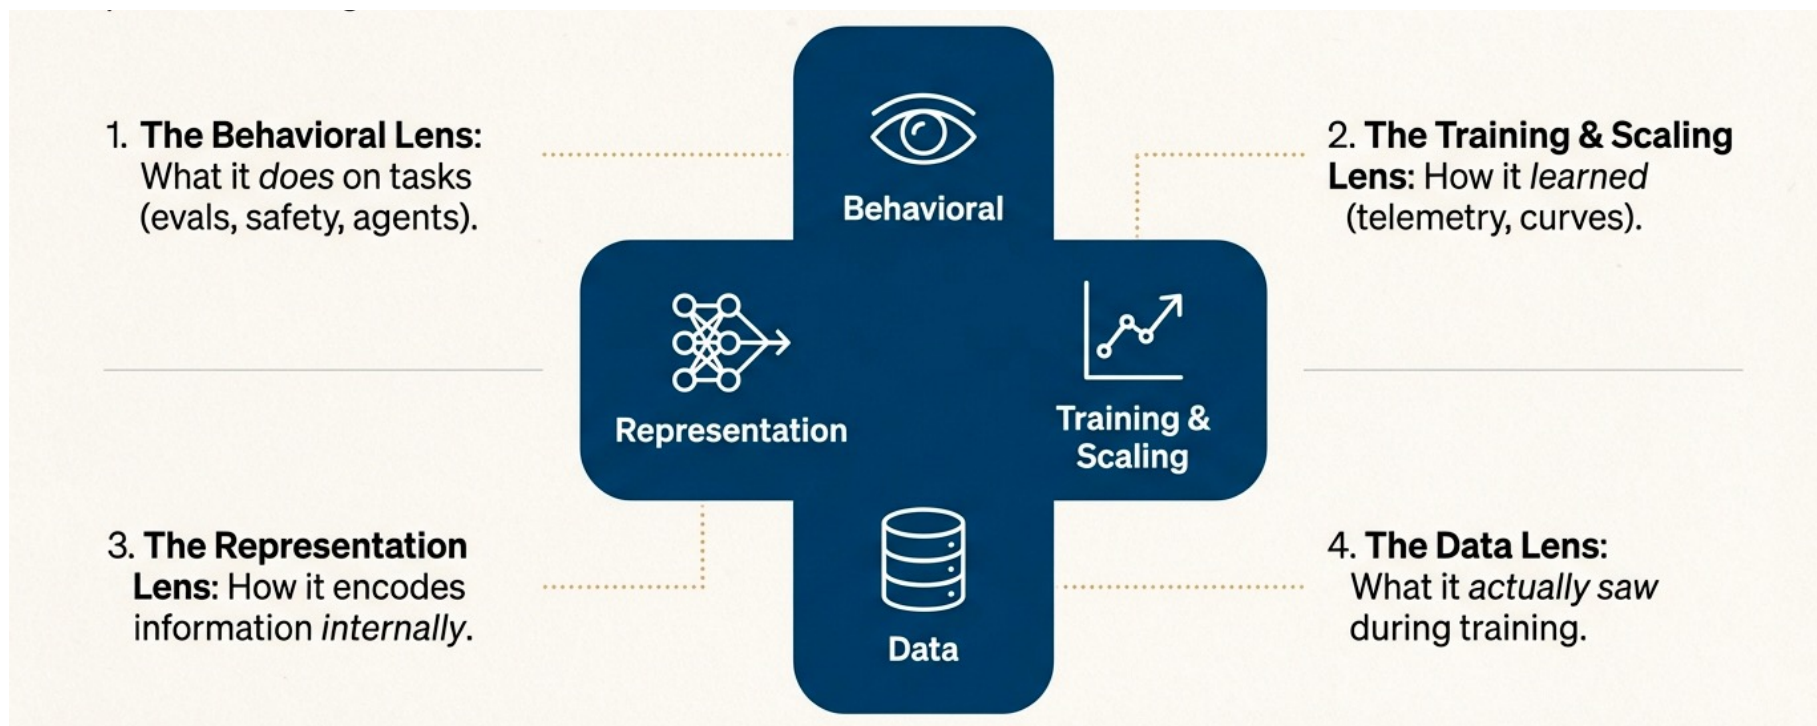 1. The Behavioral Lens:
What it does on tasks
(evals, safety, agents).
Behavioral
2. The Training & Scaling
Lens: How it learned
(telemetry, curves).
Representation
Training &
Scaling
3. The Representation
Lens: How it encodes
information internally.
Data
4. The Data Lens:
What it actually saw
during training.